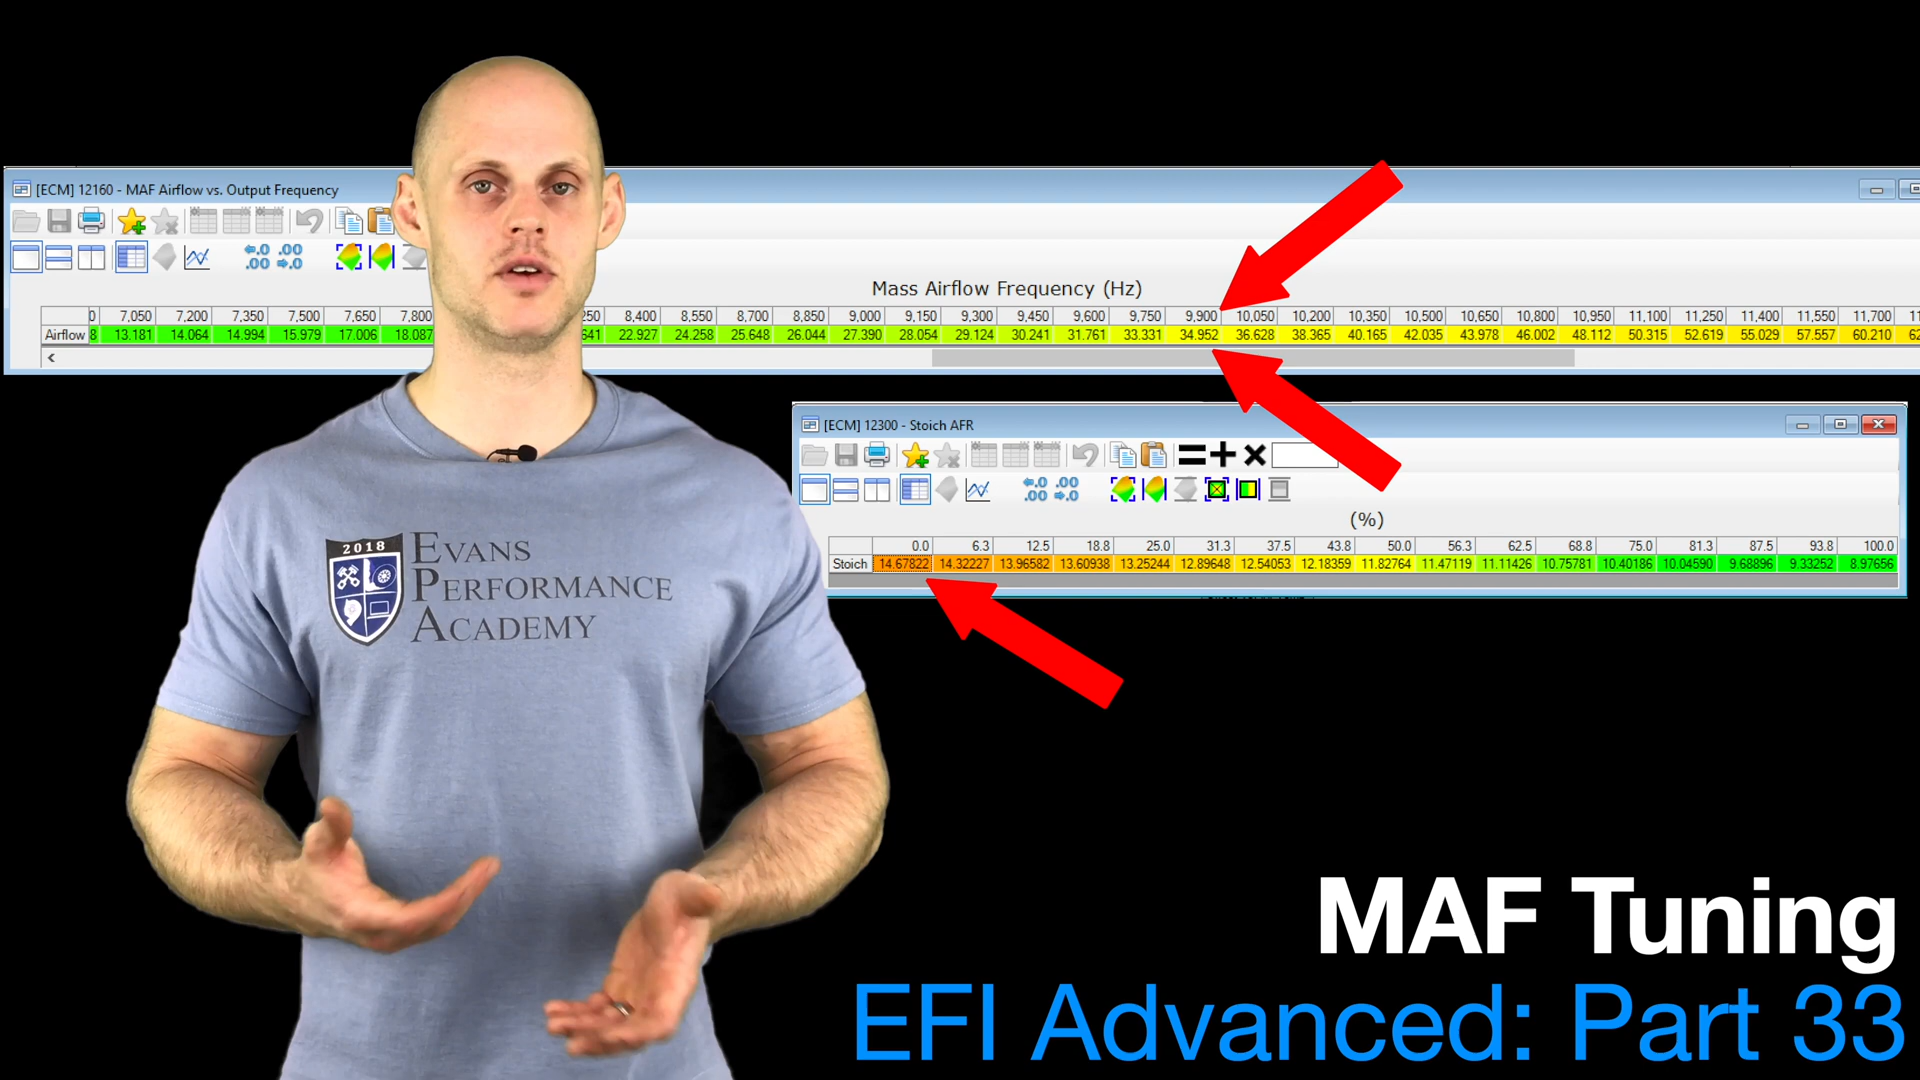 [ECM] 12160 - MAF Airflow vs. Output Frequency
Mass Airflow Frequency (Hz)
0 7,050 7,200 7,350 7,500 7,650 7,800 250 8,400 8,550 8,700 8,850 9,000 9,150 9,300 9,450 9,600 9,750 9,900 10,050 10,200 10,350 10,500 10,650 10,800 10,950 11,100 11,250 11,400 11,550 11,700 11
Airflow 8 13.181 14.064 14.994 15.979 17.006 18.087 641 22.927 24.258 25.648 26.044 27.390 28.054 29.124 30.241 31.761 33.331 34.952 36.628 38.365 40.165 42.035 43.978 46.002 48.112 50.315 52.619 55.029 57.557 60.210 62
[ECM] 12300 - Stoich AFR
(%)
0.0 6.3 12.5 18.8 25.0 31.3 37.5 43.8 50.0 56.3 62.5 68.8 75.0 81.3 87.5 93.8 100.0
Stoich 14.67822 14.32227 13.96582 13.60938 13.25244 12.89648 12.54053 12.18359 11.82764 11.47119 11.11426 10.75781 10.40186 10.04590 9.68896 9.33252 8.97656
2018
EVANS
PERFORMANCE
ACADEMY
MAF Tuning
EFI Advanced: Part 33